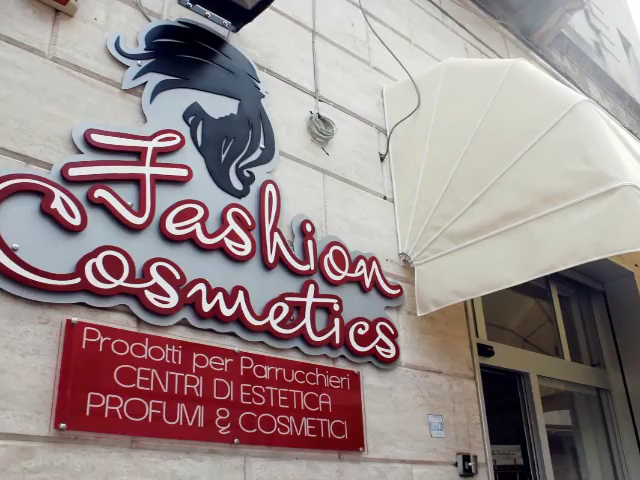 Fashion
Cosmetics
Prodotti per Parrucchieri
CENTRI DI ESTETICA
PROFUMI & COSMETICI